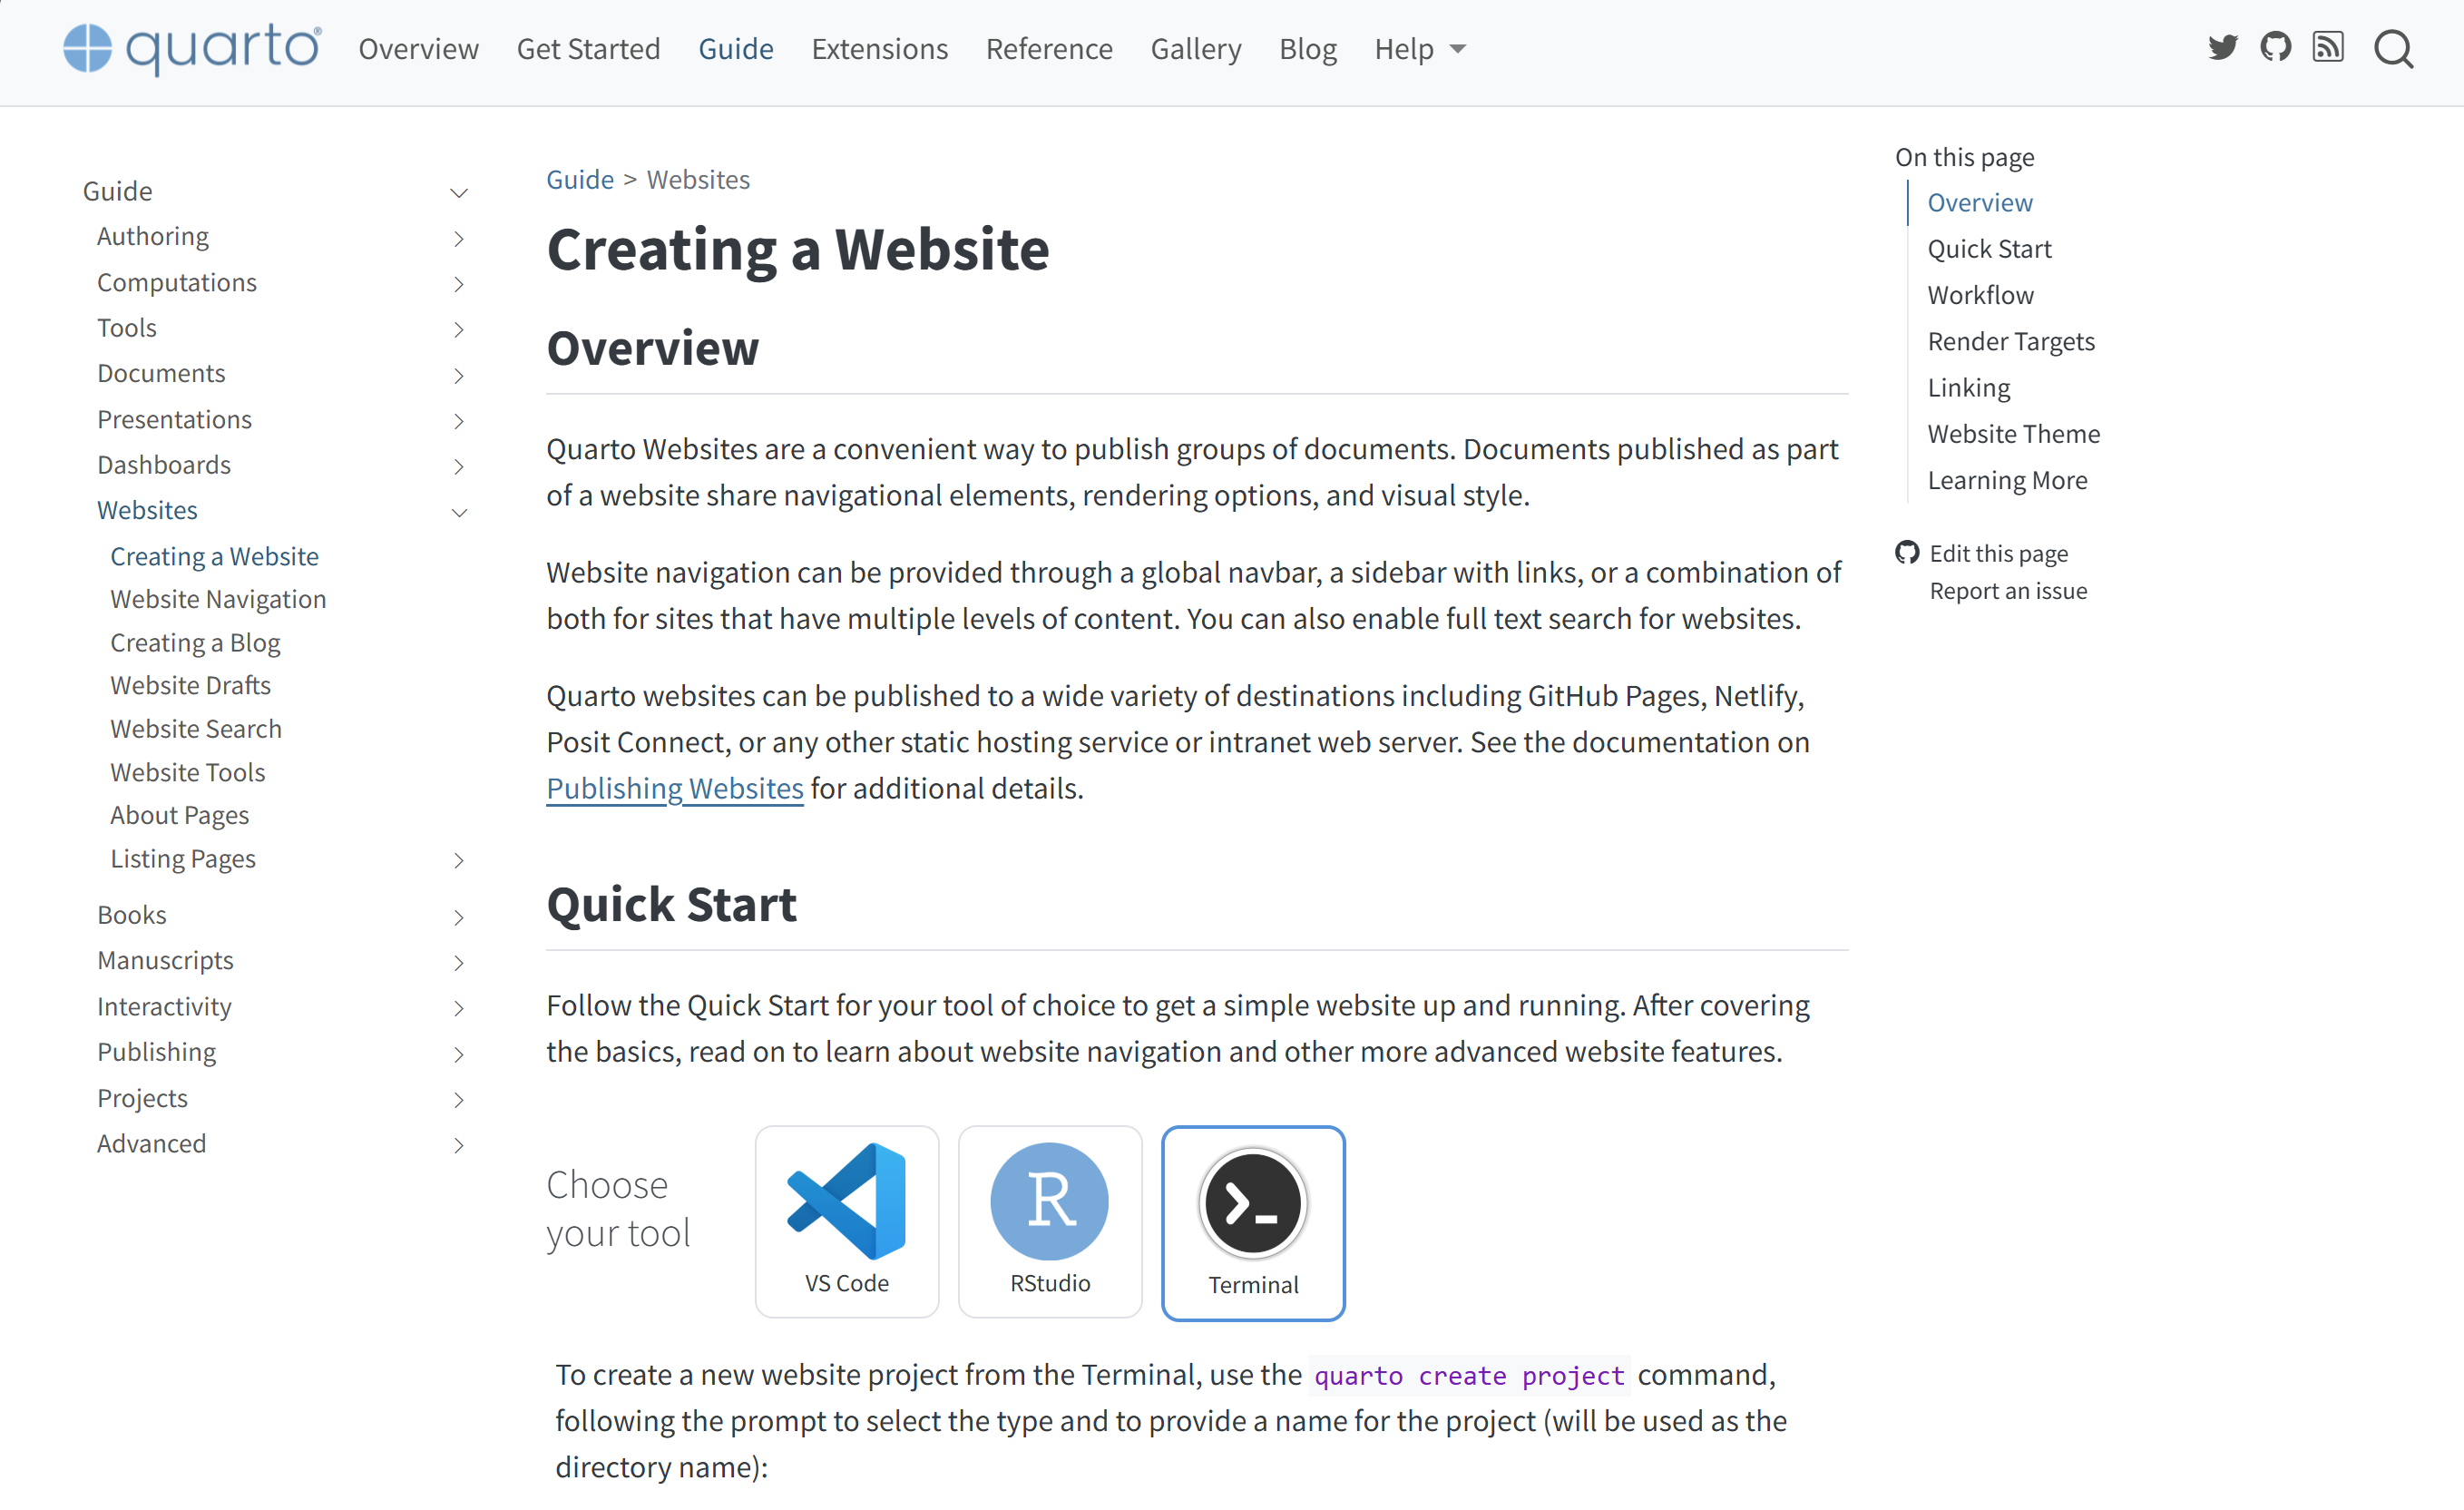 quarto®
Overview
Get Started
Guide
Extensions
Reference
Gallery
Blog
Help
Guide
Authoring
Computations
Tools
Documents
Presentations
Dashboards
Websites
Creating a Website
Website Navigation
Creating a Blog
Website Drafts
Website Search
Website Tools
About Pages
Listing Pages
Books
Manuscripts
Interactivity
Publishing
Projects
Advanced
Guide > Websites
Creating a Website
Overview
Quarto Websites are a convenient way to publish groups of documents. Documents published as part
of a website share navigational elements, rendering options, and visual style.
Website navigation can be provided through a global navbar, a sidebar with links, or a combination of
both for sites that have multiple levels of content. You can also enable full text search for websites.
Quarto websites can be published to a wide variety of destinations including GitHub Pages, Netlify,
Posit Connect, or any other static hosting service or intranet web server. See the documentation on
Publishing Websites for additional details.
Quick Start
Follow the Quick Start for your tool of choice to get a simple website up and running. After covering
the basics, read on to learn about website navigation and other more advanced website features.
Choose
your tool
VS Code
R
RStudio
Terminal
To create a new website project from the Terminal, use the quarto create project command,
following the prompt to select the type and to provide a name for the project (will be used as the
directory name):
On this page
Overview
Quick Start
Workflow
Render Targets
Linking
Website Theme
Learning More
Edit this page
Report an issue